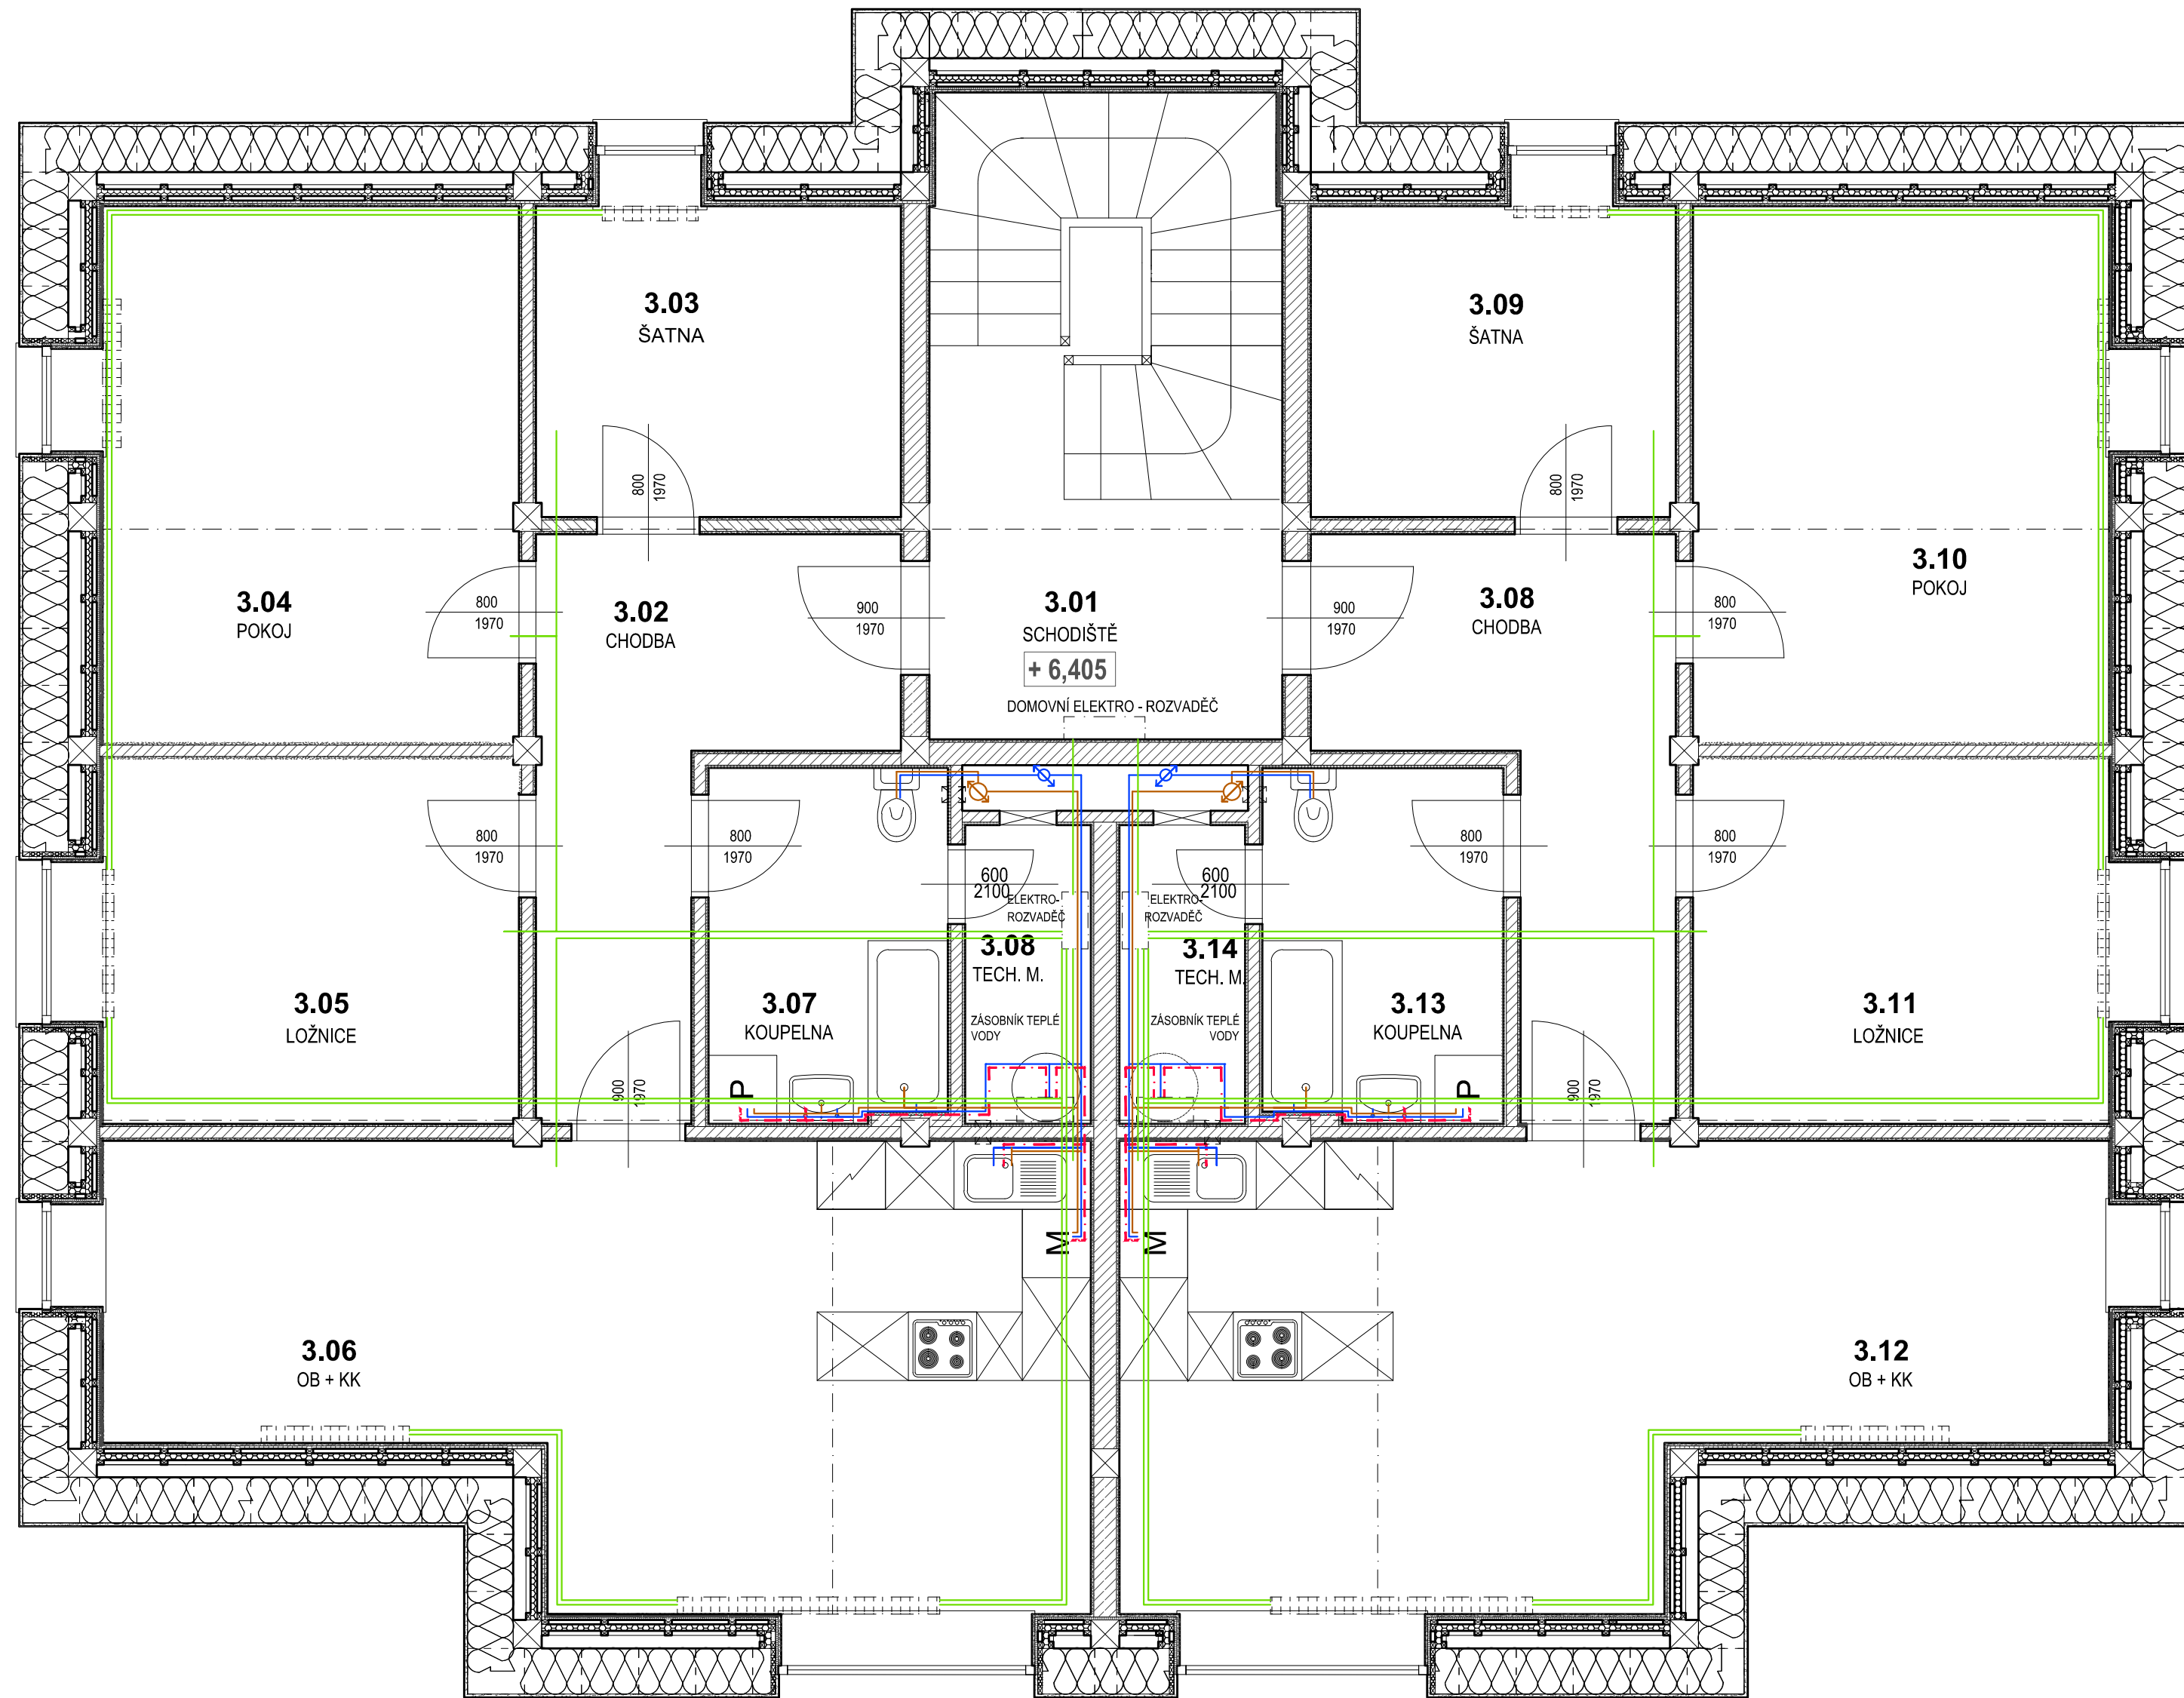 3.03
ŠATNA
3.09
ŠATNA
800
1970
800
1970
3.04
POKOJ
800
1970
3.02
CHODBA
900
1970
3.01
SCHODIŠTĚ
+ 6,405
DOMOVNÍ ELEKTRO - ROZVADĚČ
900
1970
3.08
CHODBA
800
1970
3.10
POKOJ
800
1970
800
1970
600
2100
ELEKTRO-
ROZVADĚČ
3.08
TECH. M.
ZÁSOBNÍK TEPLÉ
VODY
600
2100
ELEKTRO-
ROZVADĚČ
3.14
TECH. M.
ZÁSOBNÍK TEPLÉ
VODY
800
1970
800
1970
3.05
LOŽNICE
3.07
KOUPELNA
3.13
KOUPELNA
3.11
LOŽNICE
900
1970
P
P
900
1970
M
M
3.06
OB + KK
3.12
OB + KK